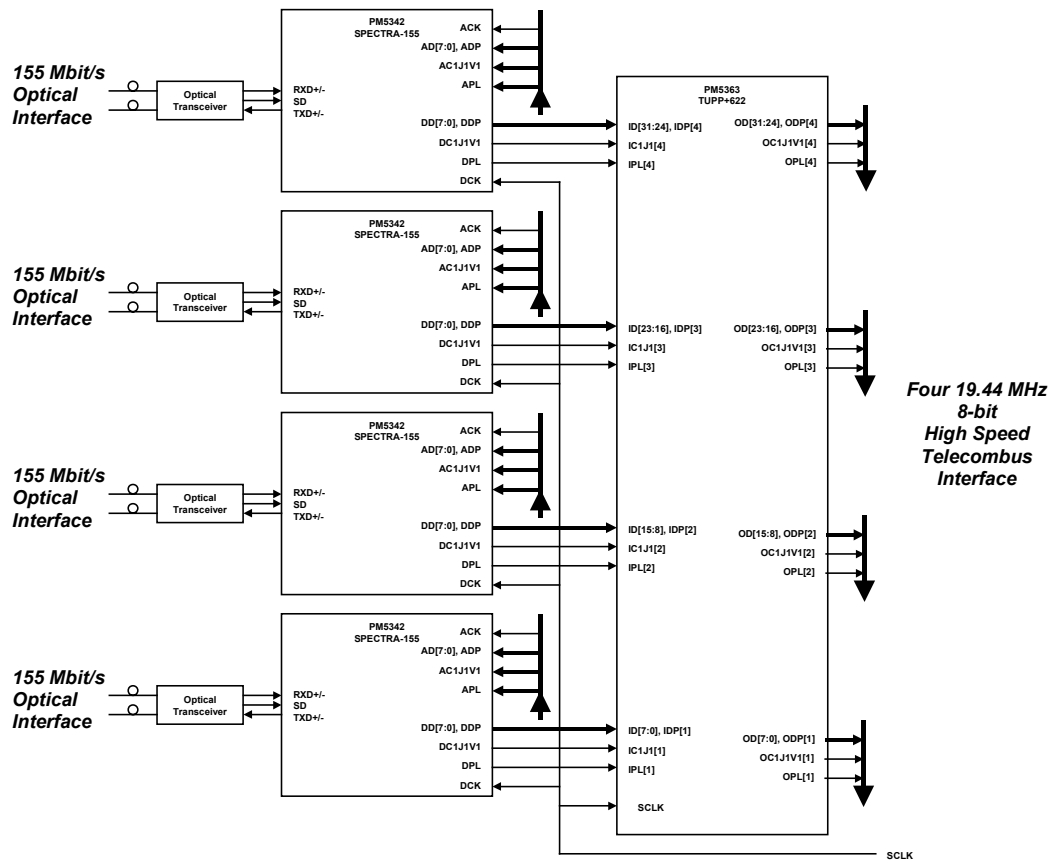 PM5342
SPECTRA-155
ACK
AD[7:0], ADP
AC1J1V1
APL
155 Mbit/s
Optical
Interface
Optical
Transceiver
RXD+/-
SD
TXD+/-
DD[7:0], DDP
DC1J1V1
DPL
DCK
PM5342
SPECTRA-155
ACK
AD[7:0], ADP
AC1J1V1
APL
155 Mbit/s
Optical
Interface
Optical
Transceiver
RXD+/-
SD
TXD+/-
DD[7:0], DDP
DC1J1V1
DPL
DCK
PM5342
SPECTRA-155
ACK
AD[7:0], ADP
AC1J1V1
APL
155 Mbit/s
Optical
Interface
Optical
Transceiver
RXD+/-
SD
TXD+/-
DD[7:0], DDP
DC1J1V1
DPL
DCK
PM5342
SPECTRA-155
ACK
AD[7:0], ADP
AC1J1V1
APL
155 Mbit/s
Optical
Interface
Optical
Transceiver
RXD+/-
SD
TXD+/-
DD[7:0], DDP
DC1J1V1
DPL
DCK
PM5363
TUPP+622
ID[31:24], IDP[4]
IC1J1[4]
IPL[4]
OD[31:24], ODP[4]
OC1J1V1[4]
OPL[4]
ID[23:16], IDP[3]
IC1J1[3]
IPL[3]
OD[23:16], ODP[3]
OC1J1V1[3]
OPL[3]
ID[15:8], IDP[2]
IC1J1[2]
IPL[2]
OD[15:8], ODP[2]
OC1J1V1[2]
OPL[2]
ID[7:0], IDP[1]
IC1J1[1]
IPL[1]
OD[7:0], ODP[1]
OC1J1V1[1]
OPL[1]
SCLK
Four 19.44 MHz
8-bit
High Speed
Telecombus
Interface
SCLK